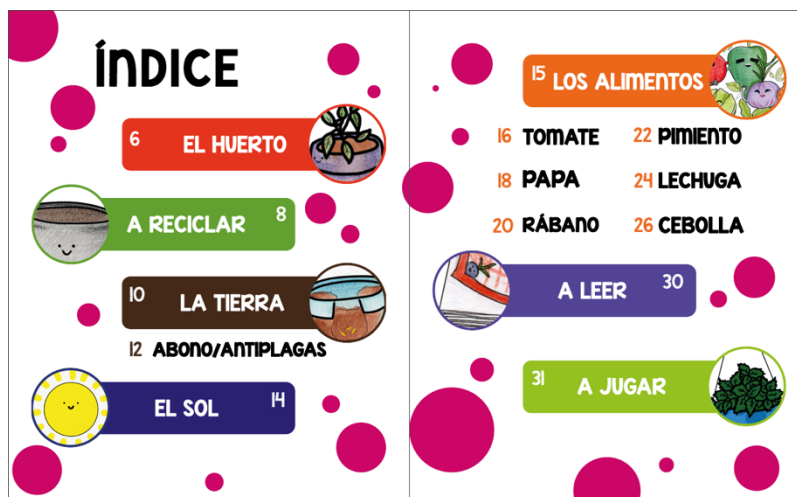 ÍNDICE
6 EL HUERTO
A RECICLAR 8
10 LA TIERRA
12 ABONO/ANTIPLAGAS
EL SOL 14
15 LOS ALIMENTOS
16 TOMATE 22 PIMIENTO
18 PAPA 24 LECHUGA
20 RÁBANO 26 CEBOLLA
A LEER 30
31 A JUGAR